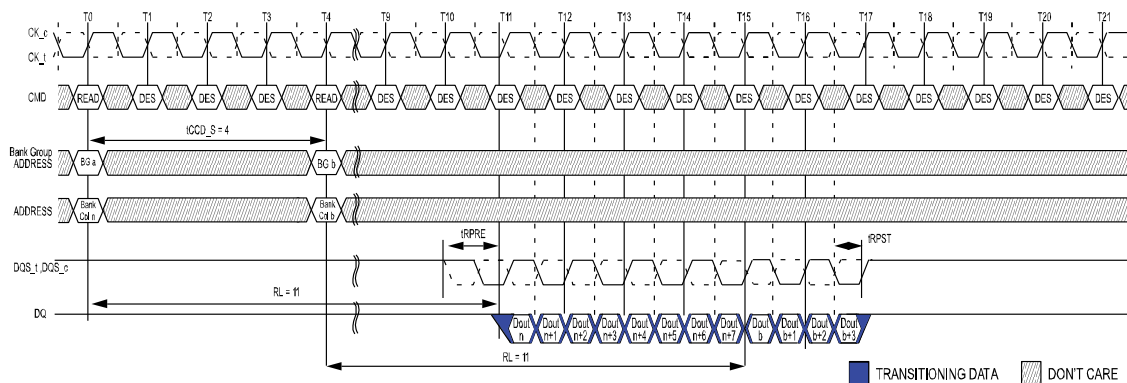 T0 T1 T2 T3 T4 T9 T10 T11 T12 T13 T14 T15 T16 T17 T18 T19 T20 T21
CK_c
CK_t
CMD READ DES DES DES READ DES DES DES DES DES DES DES DES DES DES DES DES DES
tCCD_S = 4
Bank Group
ADDRESS BG a BG b
ADDRESS Bank Col n Bank Col b
tRPRE tRPST
DQS_t,DQS_c
RL = 11
DQ Dout n Dout n+1 Dout n+2 Dout n+3 Dout n+4 Dout n+5 Dout n+6 Dout n+7 Dout b Dout b+1 Dout b+2 Dout b+3
RL = 11
TRANSITIONING DATA DON'T CARE